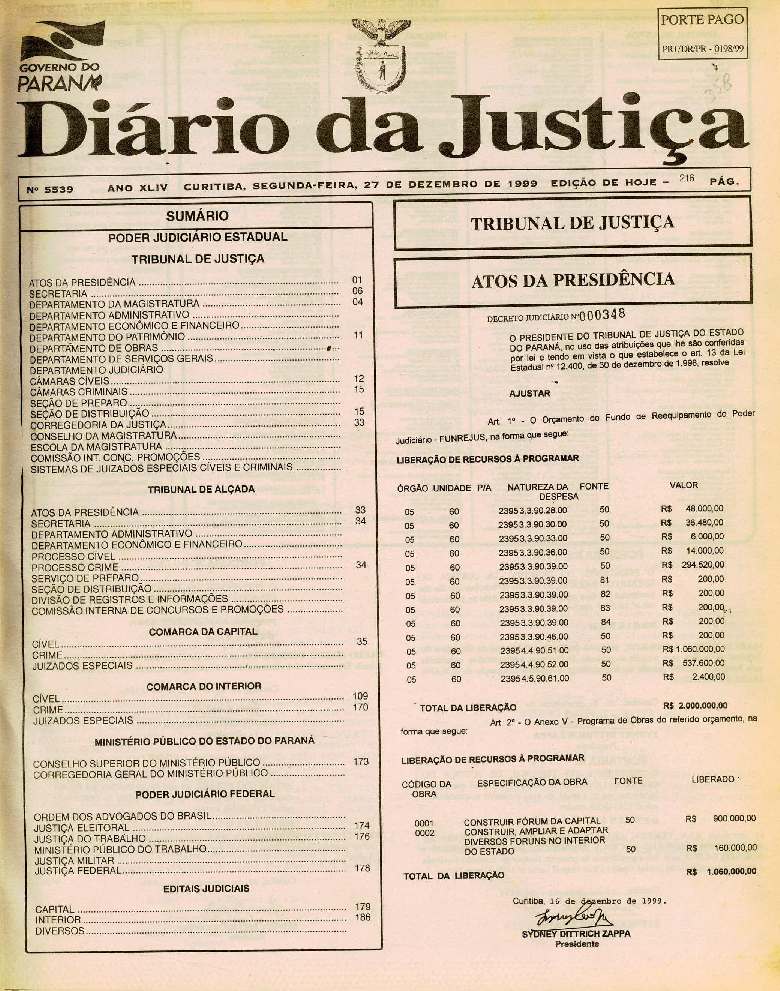 GOVERNO DO
PARANÁ
PORTE PAGO
PRT/DR/PR - 0198/99
358
Diário da Justiça
Nº 5539 ANO XLIV CURITIBA, SEGUNDA-FEIRA, 27 DE DEZEMBRO DE 1999 EDIÇÃO DE HOJE - 216 PÁG.
SUMÁRIO
PODER JUDICIÁRIO ESTADUAL
TRIBUNAL DE JUSTIÇA
ATOS DA PRESIDÊNCIA 01
SECRETARIA 06
DEPARTAMENTO DA MAGISTRATURA 04
DEPARTAMENTO ADMINISTRATIVO
DEPARTAMENTO ECONÔMICO E FINANCEIRO
DEPARTAMENTO DO PATRIMÔNIO 11
DEPARTAMENTO DE OBRAS
DEPARTAMENTO DE SERVIÇOS GERAIS
DEPARTAMENTO JUDICIÁRIO
CÂMARAS CÍVEIS 12
CÂMARAS CRIMINAIS 15
SEÇÃO DE PREPARO
SEÇÃO DE DISTRIBUIÇÃO 15
CORREGEDORIA DA JUSTIÇA 33
CONSELHO DA MAGISTRATURA
ESCOLA DA MAGISTRATURA
COMISSÃO INT. CONC. PROMOÇÕES
SISTEMAS DE JUIZADOS ESPECIAIS CÍVEIS E CRIMINAIS
TRIBUNAL DE ALÇADA
ATOS DA PRESIDÊNCIA 33
SECRETARIA 34
DEPARTAMENTO ADMINISTRATIVO
DEPARTAMENTO ECONÔMICO E FINANCEIRO
PROCESSO CÍVEL
PROCESSO CRIME 34
SERVIÇO DE PREPARO
SEÇÃO DE DISTRIBUIÇÃO
DIVISÃO DE REGISTROS E INFORMAÇÕES
COMISSÃO INTERNA DE CONCURSOS E PROMOÇÕES
COMARCA DA CAPITAL
CÍVEL 35
CRIME
JUIZADOS ESPECIAIS
COMARCA DO INTERIOR
CÍVEL 109
CRIME 170
JUIZADOS ESPECIAIS
MINISTÉRIO PÚBLICO DO ESTADO DO PARANÁ
CONSELHO SUPERIOR DO MINISTÉRIO PÚBLICO 173
CORREGEDORIA GERAL DO MINISTÉRIO PÚBLICO
PODER JUDICIÁRIO FEDERAL
ORDEM DOS ADVOGADOS DO BRASIL
JUSTIÇA ELEITORAL 174
JUSTIÇA DO TRABALHO 176
MINISTÉRIO PÚBLICO DO TRABALHO
JUSTIÇA MILITAR
JUSTIÇA FEDERAL 178
EDITAIS JUDICIAIS
CAPITAL 179
INTERIOR 186
DIVERSOS
TRIBUNAL DE JUSTIÇA
ATOS DA PRESIDÊNCIA
DECRETO JUDICIÁRIO Nº 000348
O PRESIDENTE DO TRIBUNAL DE JUSTIÇA DO ESTADO
DO PARANÁ, no uso das atribuições que lhe são conferidas
por lei e tendo em vista o que estabelece o art. 13 da Lei
Estadual nº 12.400, de 30 de dezembro de 1998, resolve
AJUSTAR
Art. 1º - O Orçamento do Fundo de Reequipamento do Poder
Judiciário - FUNREJUS, na forma que segue:
LIBERAÇÃO DE RECURSOS À PROGRAMAR
ÓRGÃO UNIDADE P/A NATUREZA DA FONTE VALOR
DESPESA
05 60 23953.3.90.28.00 50 R$ 48.000,00
05 60 23953.3.90.30.00 50 R$ 36.480,00
05 60 23953.3.90.33.00 50 R$ 6.000,00
05 60 23953.3.90.36.00 50 R$ 14.000,00
05 60 23953.3.90.39.00 50 R$ 294.520,00
05 60 23953.3.90.39.00 81 R$ 200,00
05 60 23953.3.90.39.00 82 R$ 200,00
05 60 23953.3.90.39.00 83 R$ 200,00
05 60 23953.3.90.39.00 84 R$ 200,00
05 60 23953.3.90.46.00 50 R$ 200,00
05 60 23954.4.90.51.00 50 R$ 1.060.000,00
05 60 23954.4.90.52.00 50 R$ 537.600,00
05 60 23954.5.90.61.00 50 R$ 2.400,00
TOTAL DA LIBERAÇÃO R$ 2.000.000,00
Art 2º - O Anexo V - Programa de Obras do referido orçamento, na
forma que segue:
LIBERAÇÃO DE RECURSOS À PROGRAMAR
CÓDIGO DA ESPECIFICAÇÃO DA OBRA FONTE LIBERADO
OBRA
0001 CONSTRUIR FÓRUM DA CAPITAL 50 R$ 900.000,00
0002 CONSTRUIR, AMPLIAR E ADAPTAR
DIVERSOS FORUNS NO INTERIOR
DO ESTADO 50 R$ 160.000,00
TOTAL DA LIBERAÇÃO R$ 1.060.000,00
Curitiba, 16 de dezembro de 1999.
SYDNEY DITTRICH ZAPPA
Presidente